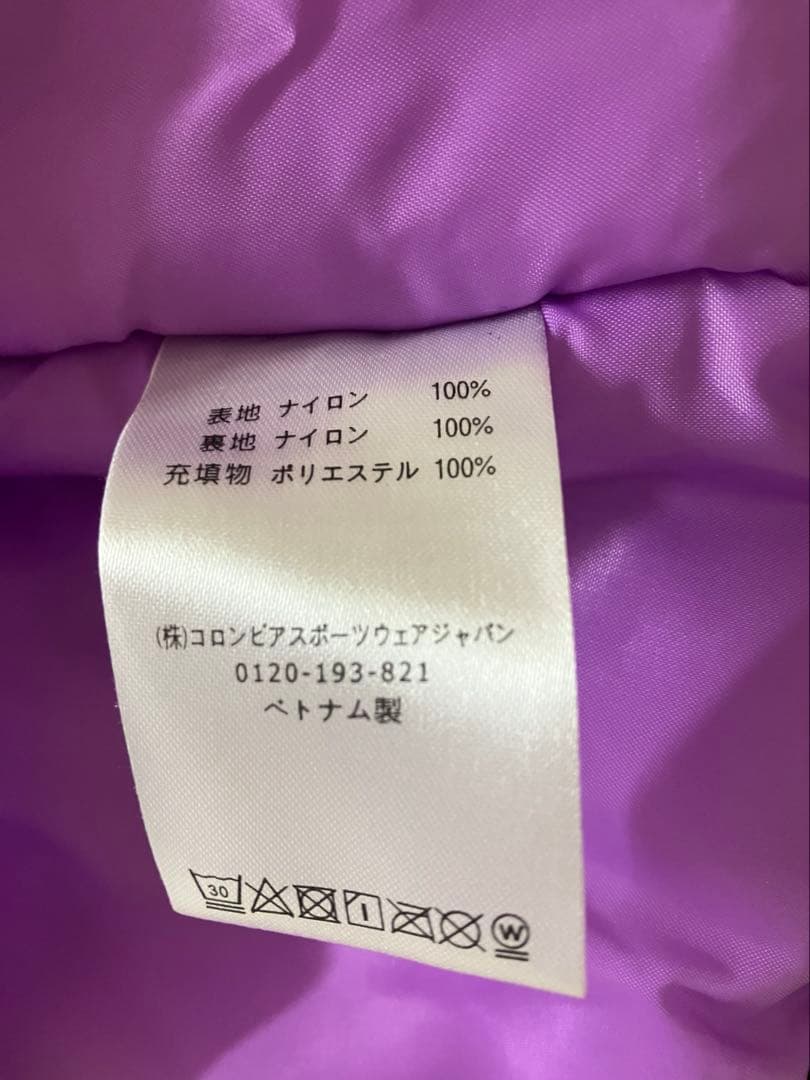 表地 ナイロン 100%
裏地 ナイロン 100%
充填物 ポリエステル 100%
(株)コロンビアスポーツウェアジャパン
0120-193-821
ベトナム製
30 W